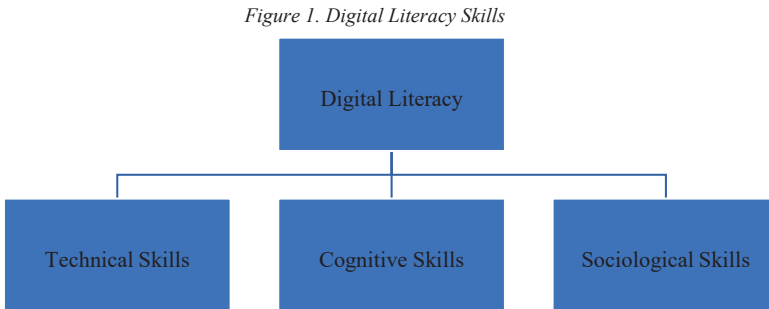 Figure 1. Digital Literacy Skills
Digital Literacy
Technical Skills
Cognitive Skills
Sociological Skills